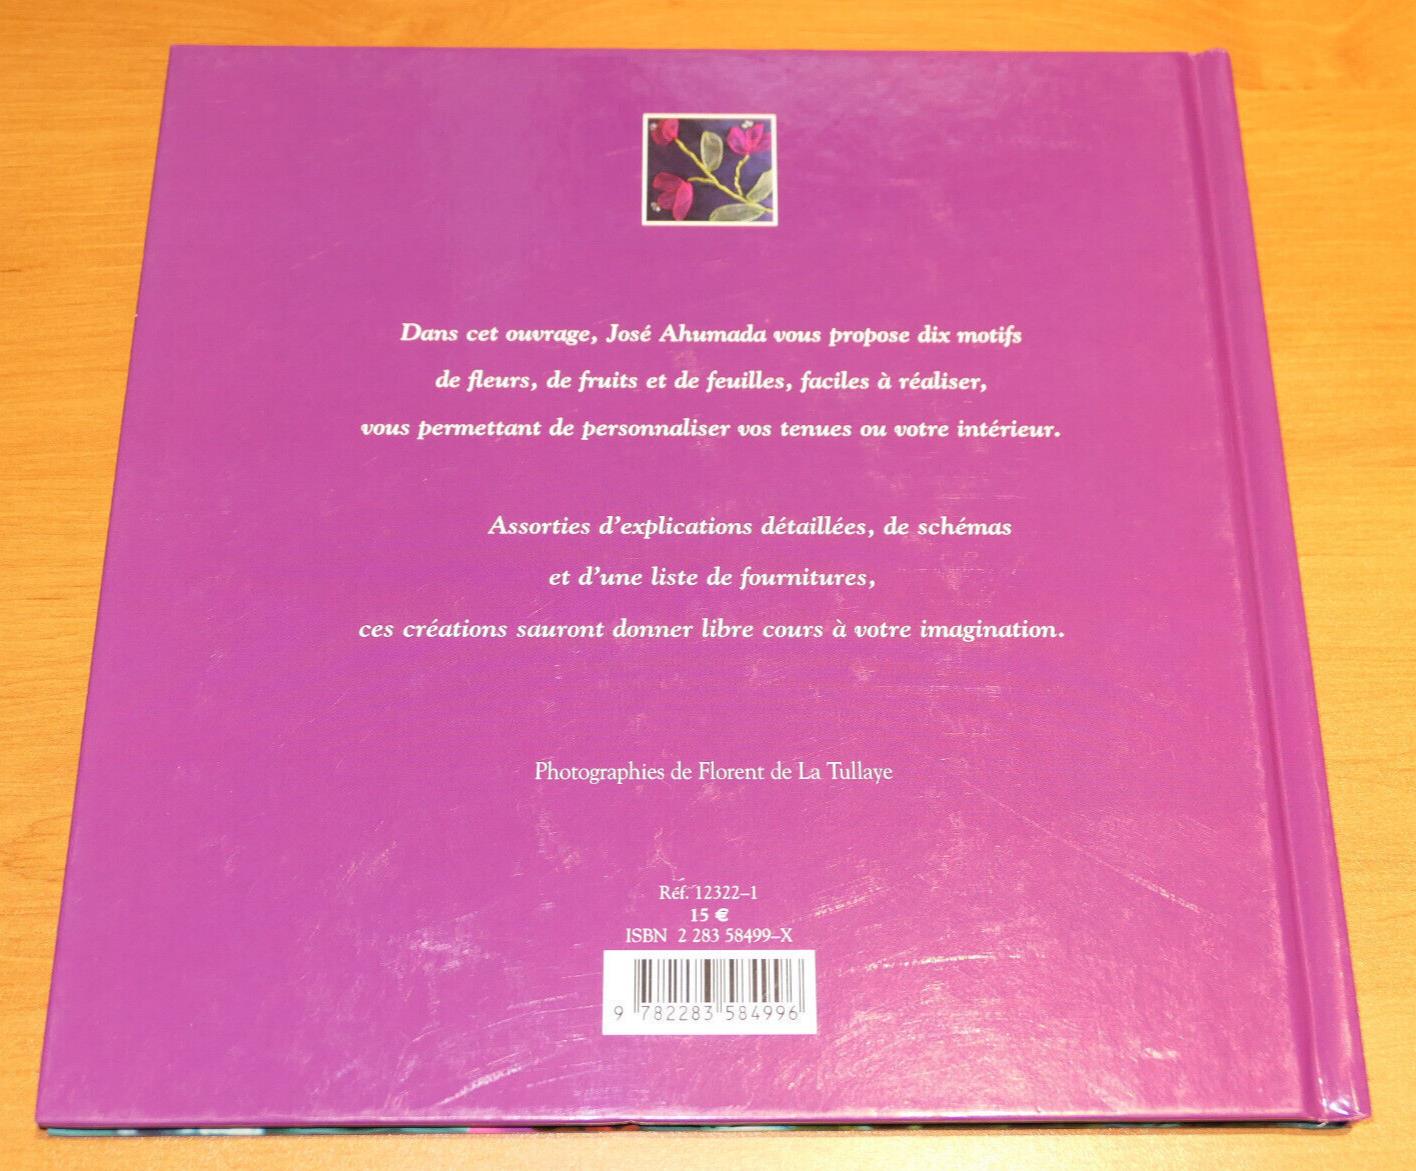 Dans cet ouvrage, José Ahumada vous propose dix motifs
de fleurs, de fruits et de feuilles, faciles à réaliser,
vous permettant de personnaliser vos tenues ou votre intérieur.
Assorties d'explications détaillées, de schémas
et d'une liste de fournitures,
ces créations sauront donner libre cours à votre imagination.
Photographies de Florent de La Tullaye
Réf. 12322–1
15 €
ISBN 2 283 58499–X
9 782283 584996